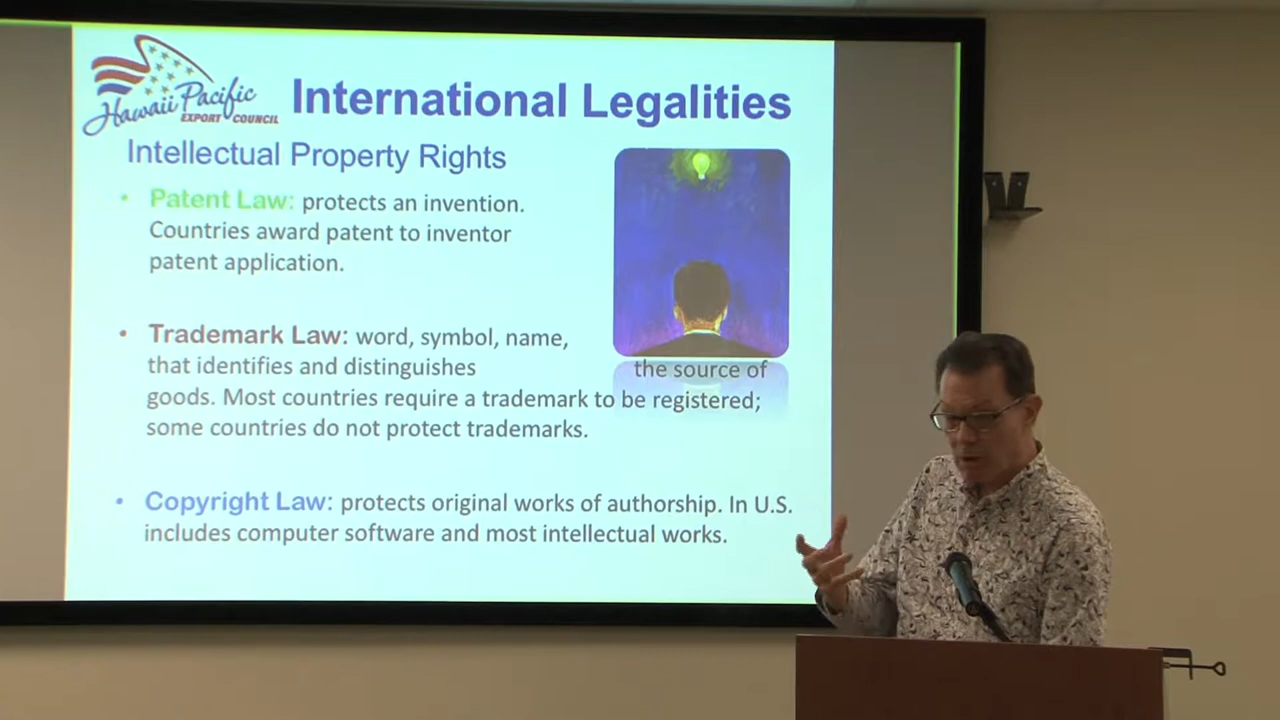 Hawaii Pacific
EXPORT COUNCIL
International Legalities
Intellectual Property Rights
• Patent Law: protects an invention.
Countries award patent to inventor
patent application.
• Trademark Law: word, symbol, name,
that identifies and distinguishes the source of
goods. Most countries require a trademark to be registered;
some countries do not protect trademarks.
• Copyright Law: protects original works of authorship. In U.S.
includes computer software and most intellectual works.